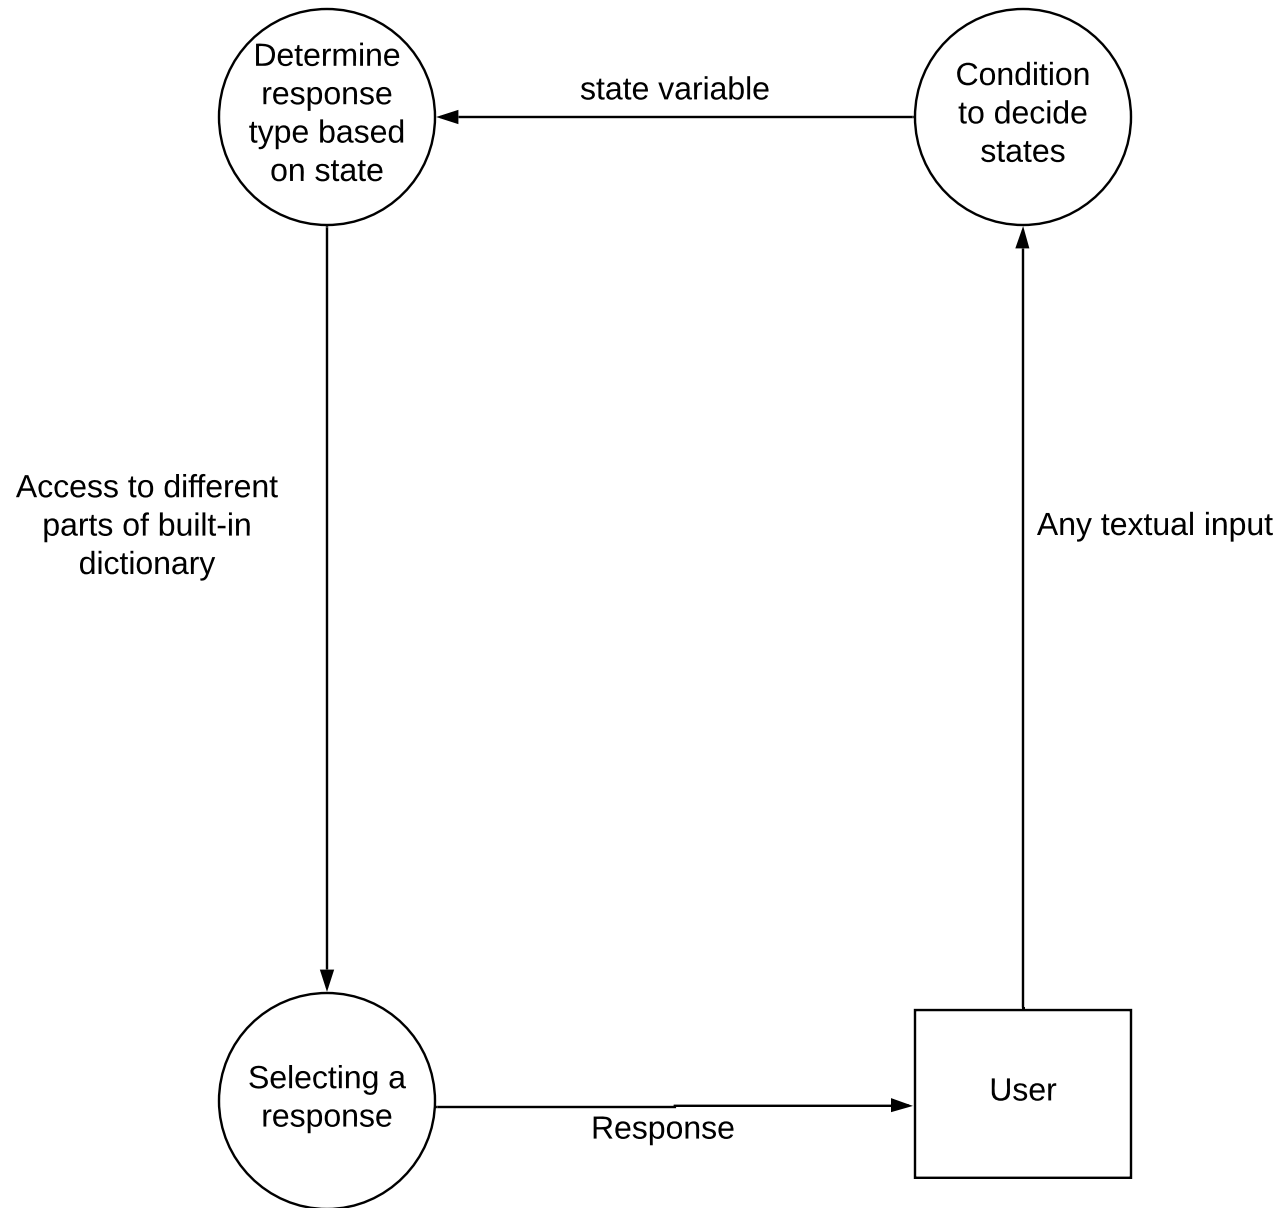 Determine
response
type based
on state
state variable
Condition
to decide
states
Access to different
parts of built-in
dictionary
Any textual input
Selecting a
response
Response
User